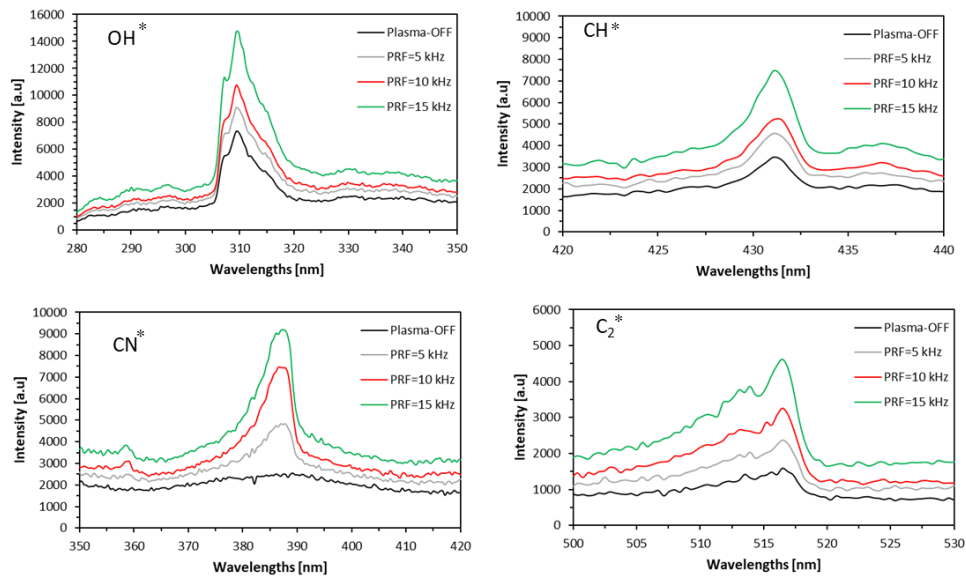 OH*
Intensity [a.u]
16000
14000
12000
10000
8000
6000
4000
2000
0
280
290
300
310
320
330
340
350
Wavelengths [nm]
Plasma-OFF
PRF=5 kHz
PRF=10 kHz
PRF=15 kHz
CH*
Intensity [a.u]
10000
9000
8000
7000
6000
5000
4000
3000
2000
1000
0
420
425
430
435
440
Wavelengths [nm]
Plasma-OFF
PRF=5 kHz
PRF=10 kHz
PRF=15 kHz
CN*
Intensity [a.u]
10000
9000
8000
7000
6000
5000
4000
3000
2000
1000
0
350
360
370
380
390
400
410
420
Wavelengths [nm]
Plasma-OFF
PRF=5 kHz
PRF=10 kHz
PRF=15 kHz
C₂*
Intensity [a.u]
6000
5000
4000
3000
2000
1000
0
500
505
510
515
520
525
530
Wavelengths [nm]
Plasma-OFF
PRF=5 kHz
PRF=10 kHz
PRF=15 kHz